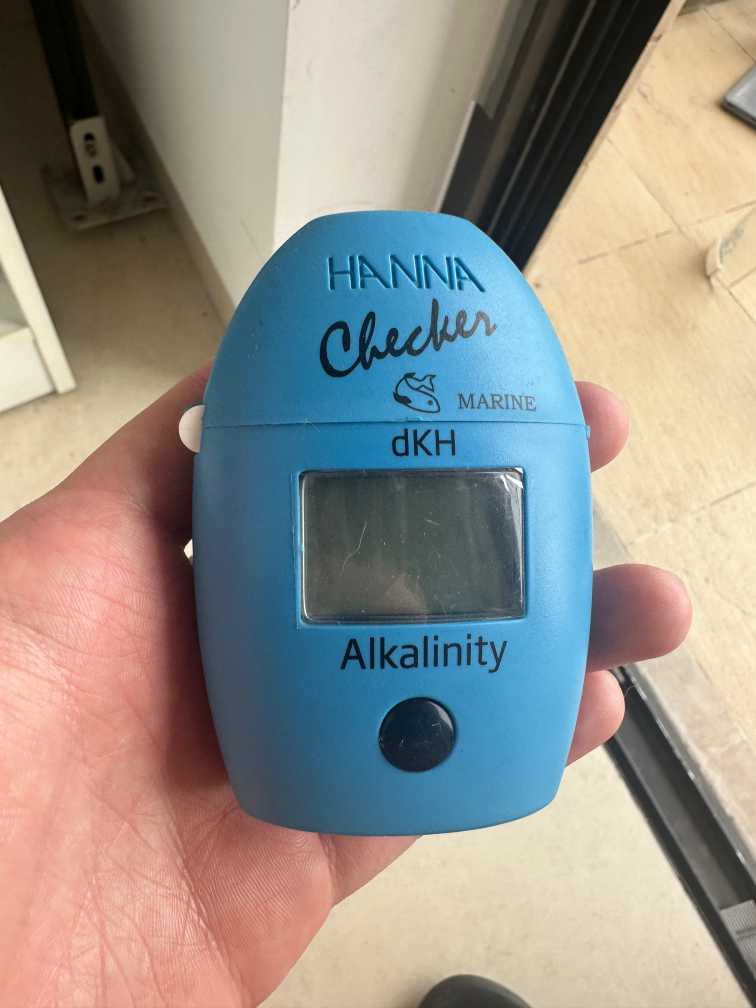 HANNA
Checker
MARINE
dKH
Alkalinity